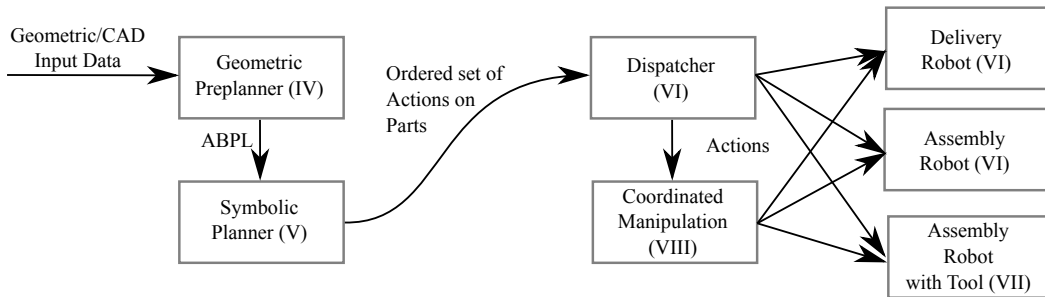 Geometric/CAD
Input Data
Geometric
Preplanner (IV)
ABPL
Symbolic
Planner (V)
Ordered set of
Actions on
Parts
Dispatcher
(VI)
Actions
Coordinated
Manipulation
(VIII)
Delivery
Robot (VI)
Assembly
Robot (VI)
Assembly
Robot
with Tool (VII)